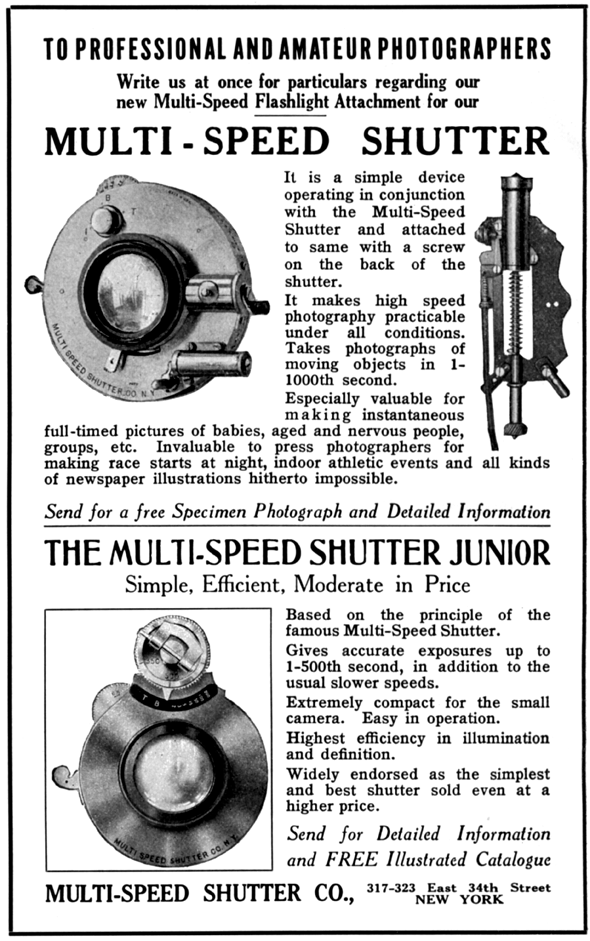 TO PROFESSIONAL AND AMATEUR PHOTOGRAPHERS
Write us at once for particulars regarding our
new Multi-Speed Flashlight Attachment for our
MULTI-SPEED SHUTTER
It is a simple device
operating in conjunction
with the Multi-Speed
Shutter and attached
to same with a screw
on the back of the
shutter.
It makes high speed
photography practicable
under all conditions.
Takes photographs of
moving objects in 1-
1000th second.
Especially valuable for
making instantaneous
full-timed pictures of babies, aged and nervous people,
groups, etc. Invaluable to press photographers for
making race starts at night, indoor athletic events and all kinds
of newspaper illustrations hitherto impossible.
B
T
I
MULTI SPEED SHUTTER CO. N.Y.
Send for a free Specimen Photograph and Detailed Information
THE MULTI-SPEED SHUTTER JUNIOR
Simple, Efficient, Moderate in Price
T B
MULTI SPEED SHUTTER CO. N.Y.
Based on the principle of the
famous Multi-Speed Shutter.
Gives accurate exposures up to
1-500th second, in addition to the
usual slower speeds.
Extremely compact for the small
camera. Easy in operation.
Highest efficiency in illumination
and definition.
Widely endorsed as the simplest
and best shutter sold even at a
higher price.
Send for Detailed Information
and FREE Illustrated Catalogue
MULTI-SPEED SHUTTER CO., 317-323 East 34th Street
NEW YORK